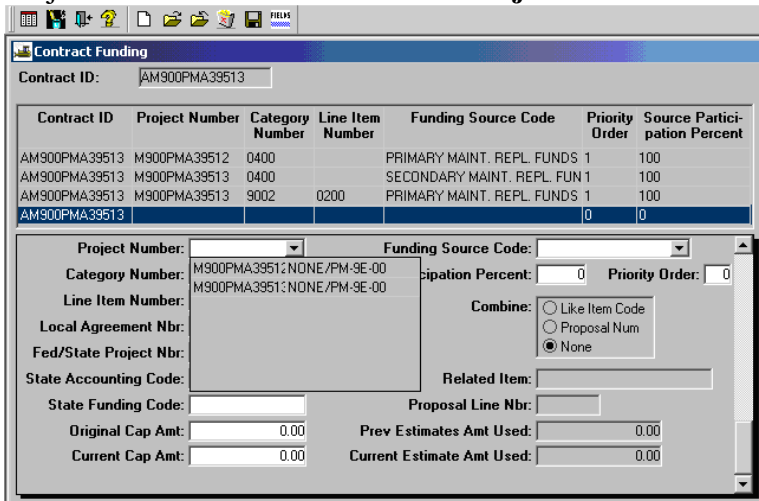 FIELDS
Contract Funding
Contract ID: AM900PMA39513
Contract ID Project Number Category Number Line Item Number Funding Source Code Priority Order Source Partici- pation Percent
AM900PMA39513 M900PMA39512 0400 PRIMARY MAINT. REPL. FUNDS 1 100
AM900PMA39513 M900PMA39513 0400 SECONDARY MAINT. REPL. FUN 1 100
AM900PMA39513 M900PMA39513 9002 0200 PRIMARY MAINT. REPL. FUNDS 1 100
AM900PMA39513 0 0
Project Number: Funding Source Code:
Category Number: M900PMA39512 NONE/PM-9E-00 cipation Percent: 0 Priority Order: 0
M900PMA39513 NONE/PM-9E-00
Line Item Number: Combine: Like Item Code
Local Agreement Nbr: Proposal Num
Fed/State Project Nbr: None
State Accounting Code: Related Item:
State Funding Code: Proposal Line Nbr:
Original Cap Amt: 0.00 Prev Estimates Amt Used: 0.00
Current Cap Amt: 0.00 Current Estimate Amt Used: 0.00